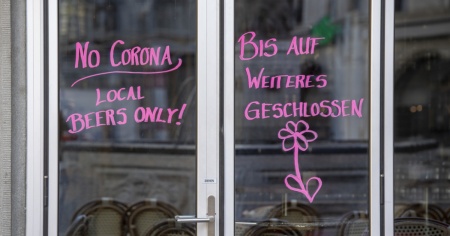 No Corona
Local
Beers only!
Bis auf
Weiteres
geschlossen